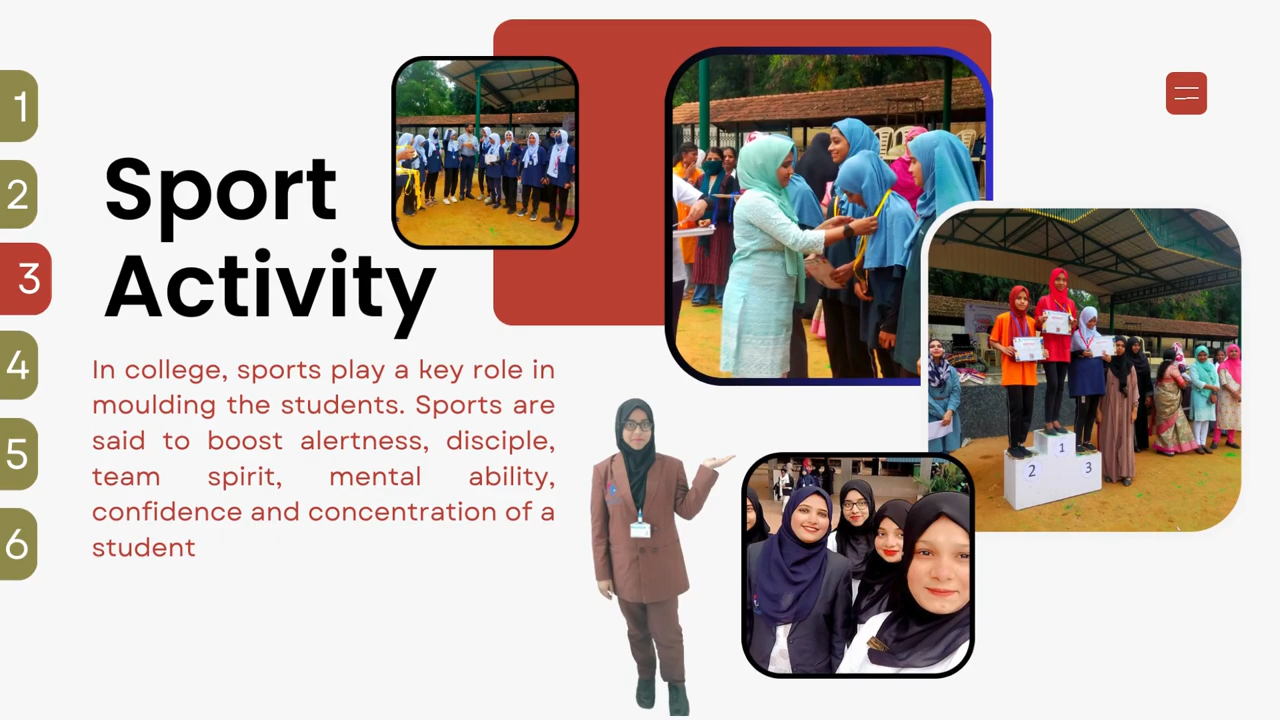 1
2
3
4
5
6
Sport
Activity
In college, sports play a key role in
moulding the students. Sports are
said to boost alertness, disciple,
team spirit, mental ability,
confidence and concentration of a
student
1
2
3